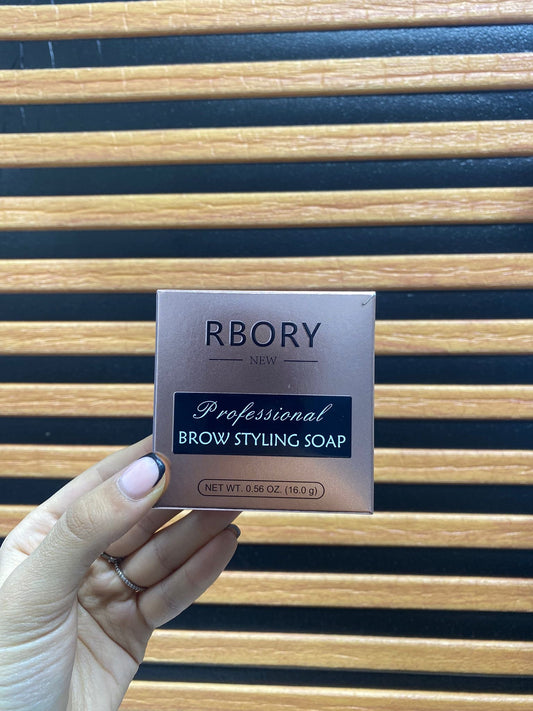 RBORY
NEW
Professional
BROW STYLING SOAP
NET WT. 0.56 OZ. (16.0 g)